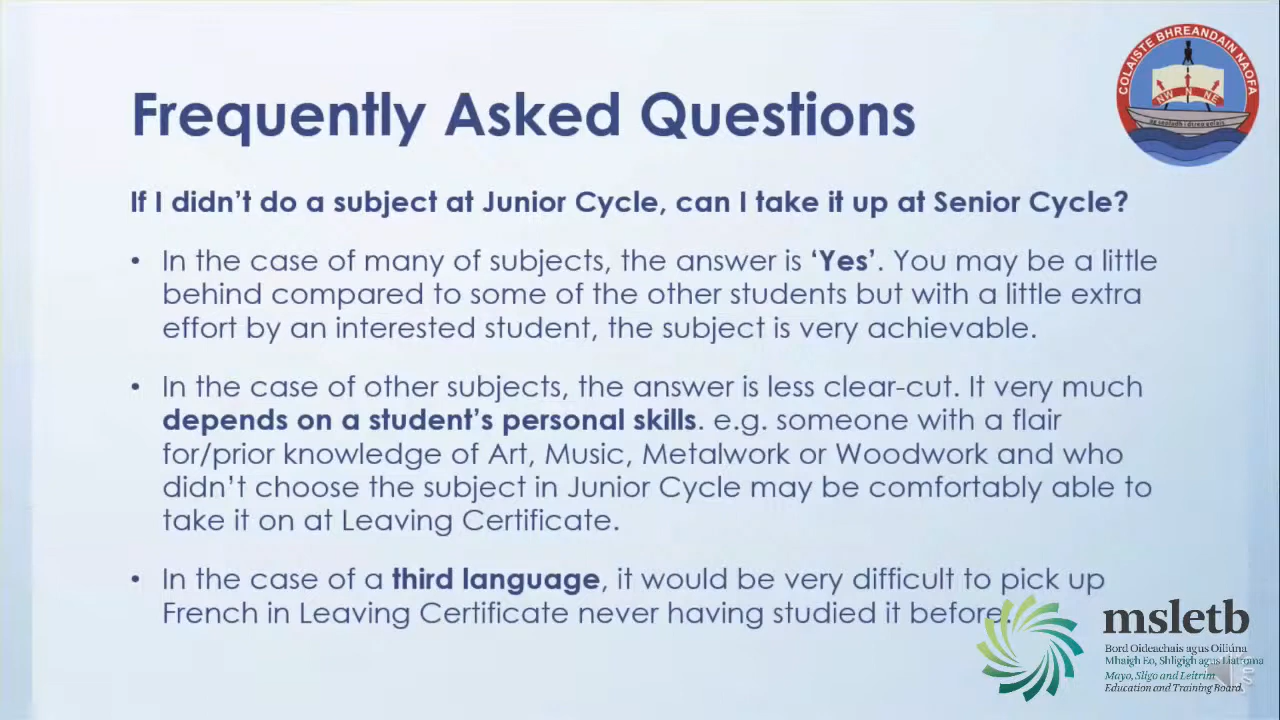 COLAISTE BHREANDAIN NAOFA
NW N NE
Frequently Asked Questions
If I didn’t do a subject at Junior Cycle, can I take it up at Senior Cycle?
• In the case of many of subjects, the answer is ‘Yes’. You may be a little
behind compared to some of the other students but with a little extra
effort by an interested student, the subject is very achievable.
• In the case of other subjects, the answer is less clear-cut. It very much
depends on a student’s personal skills. e.g. someone with a flair
for/prior knowledge of Art, Music, Metalwork or Woodwork and who
didn’t choose the subject in Junior Cycle may be comfortably able to
take it on at Leaving Certificate.
• In the case of a third language, it would be very difficult to pick up
French in Leaving Certificate never having studied it before.
msletb
Bord Oideachais agus Oiliúna
Mhaigh Eo, Shligigh agus Liatroma
Mayo, Sligo and Leitrim
Education and Training Board.